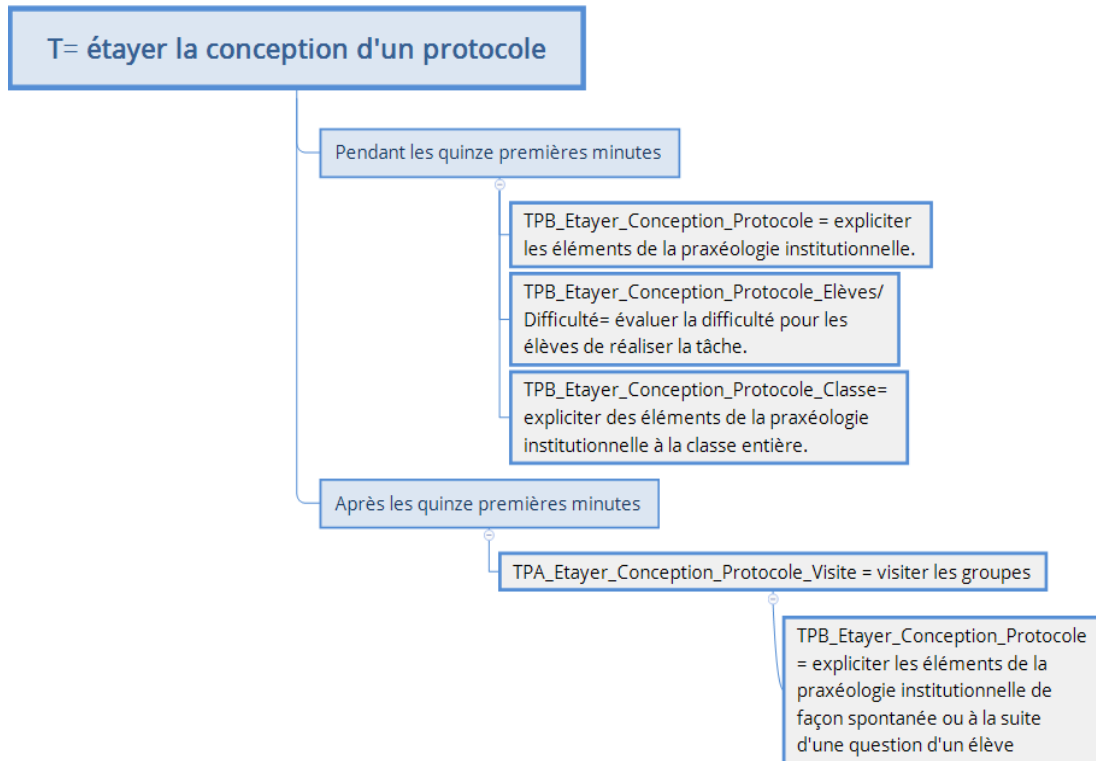 T= étayer la conception d'un protocole
Pendant les quinze premières minutes
TPB_Etayer_Conception_Protocole = expliciter
les éléments de la praxéologie institutionnelle.
TPB_Etayer_Conception_Protocole_Elèves/
Difficulté= évaluer la difficulté pour les
élèves de réaliser la tâche.
TPB_Etayer_Conception_Protocole_Classe=
expliciter des éléments de la praxéologie
institutionnelle à la classe entière.
Après les quinze premières minutes
TPA_Etayer_Conception_Protocole_Visite = visiter les groupes
TPB_Etayer_Conception_Protocole
= expliciter les éléments de la
praxéologie institutionnelle de
façon spontanée ou à la suite
d'une question d'un élève